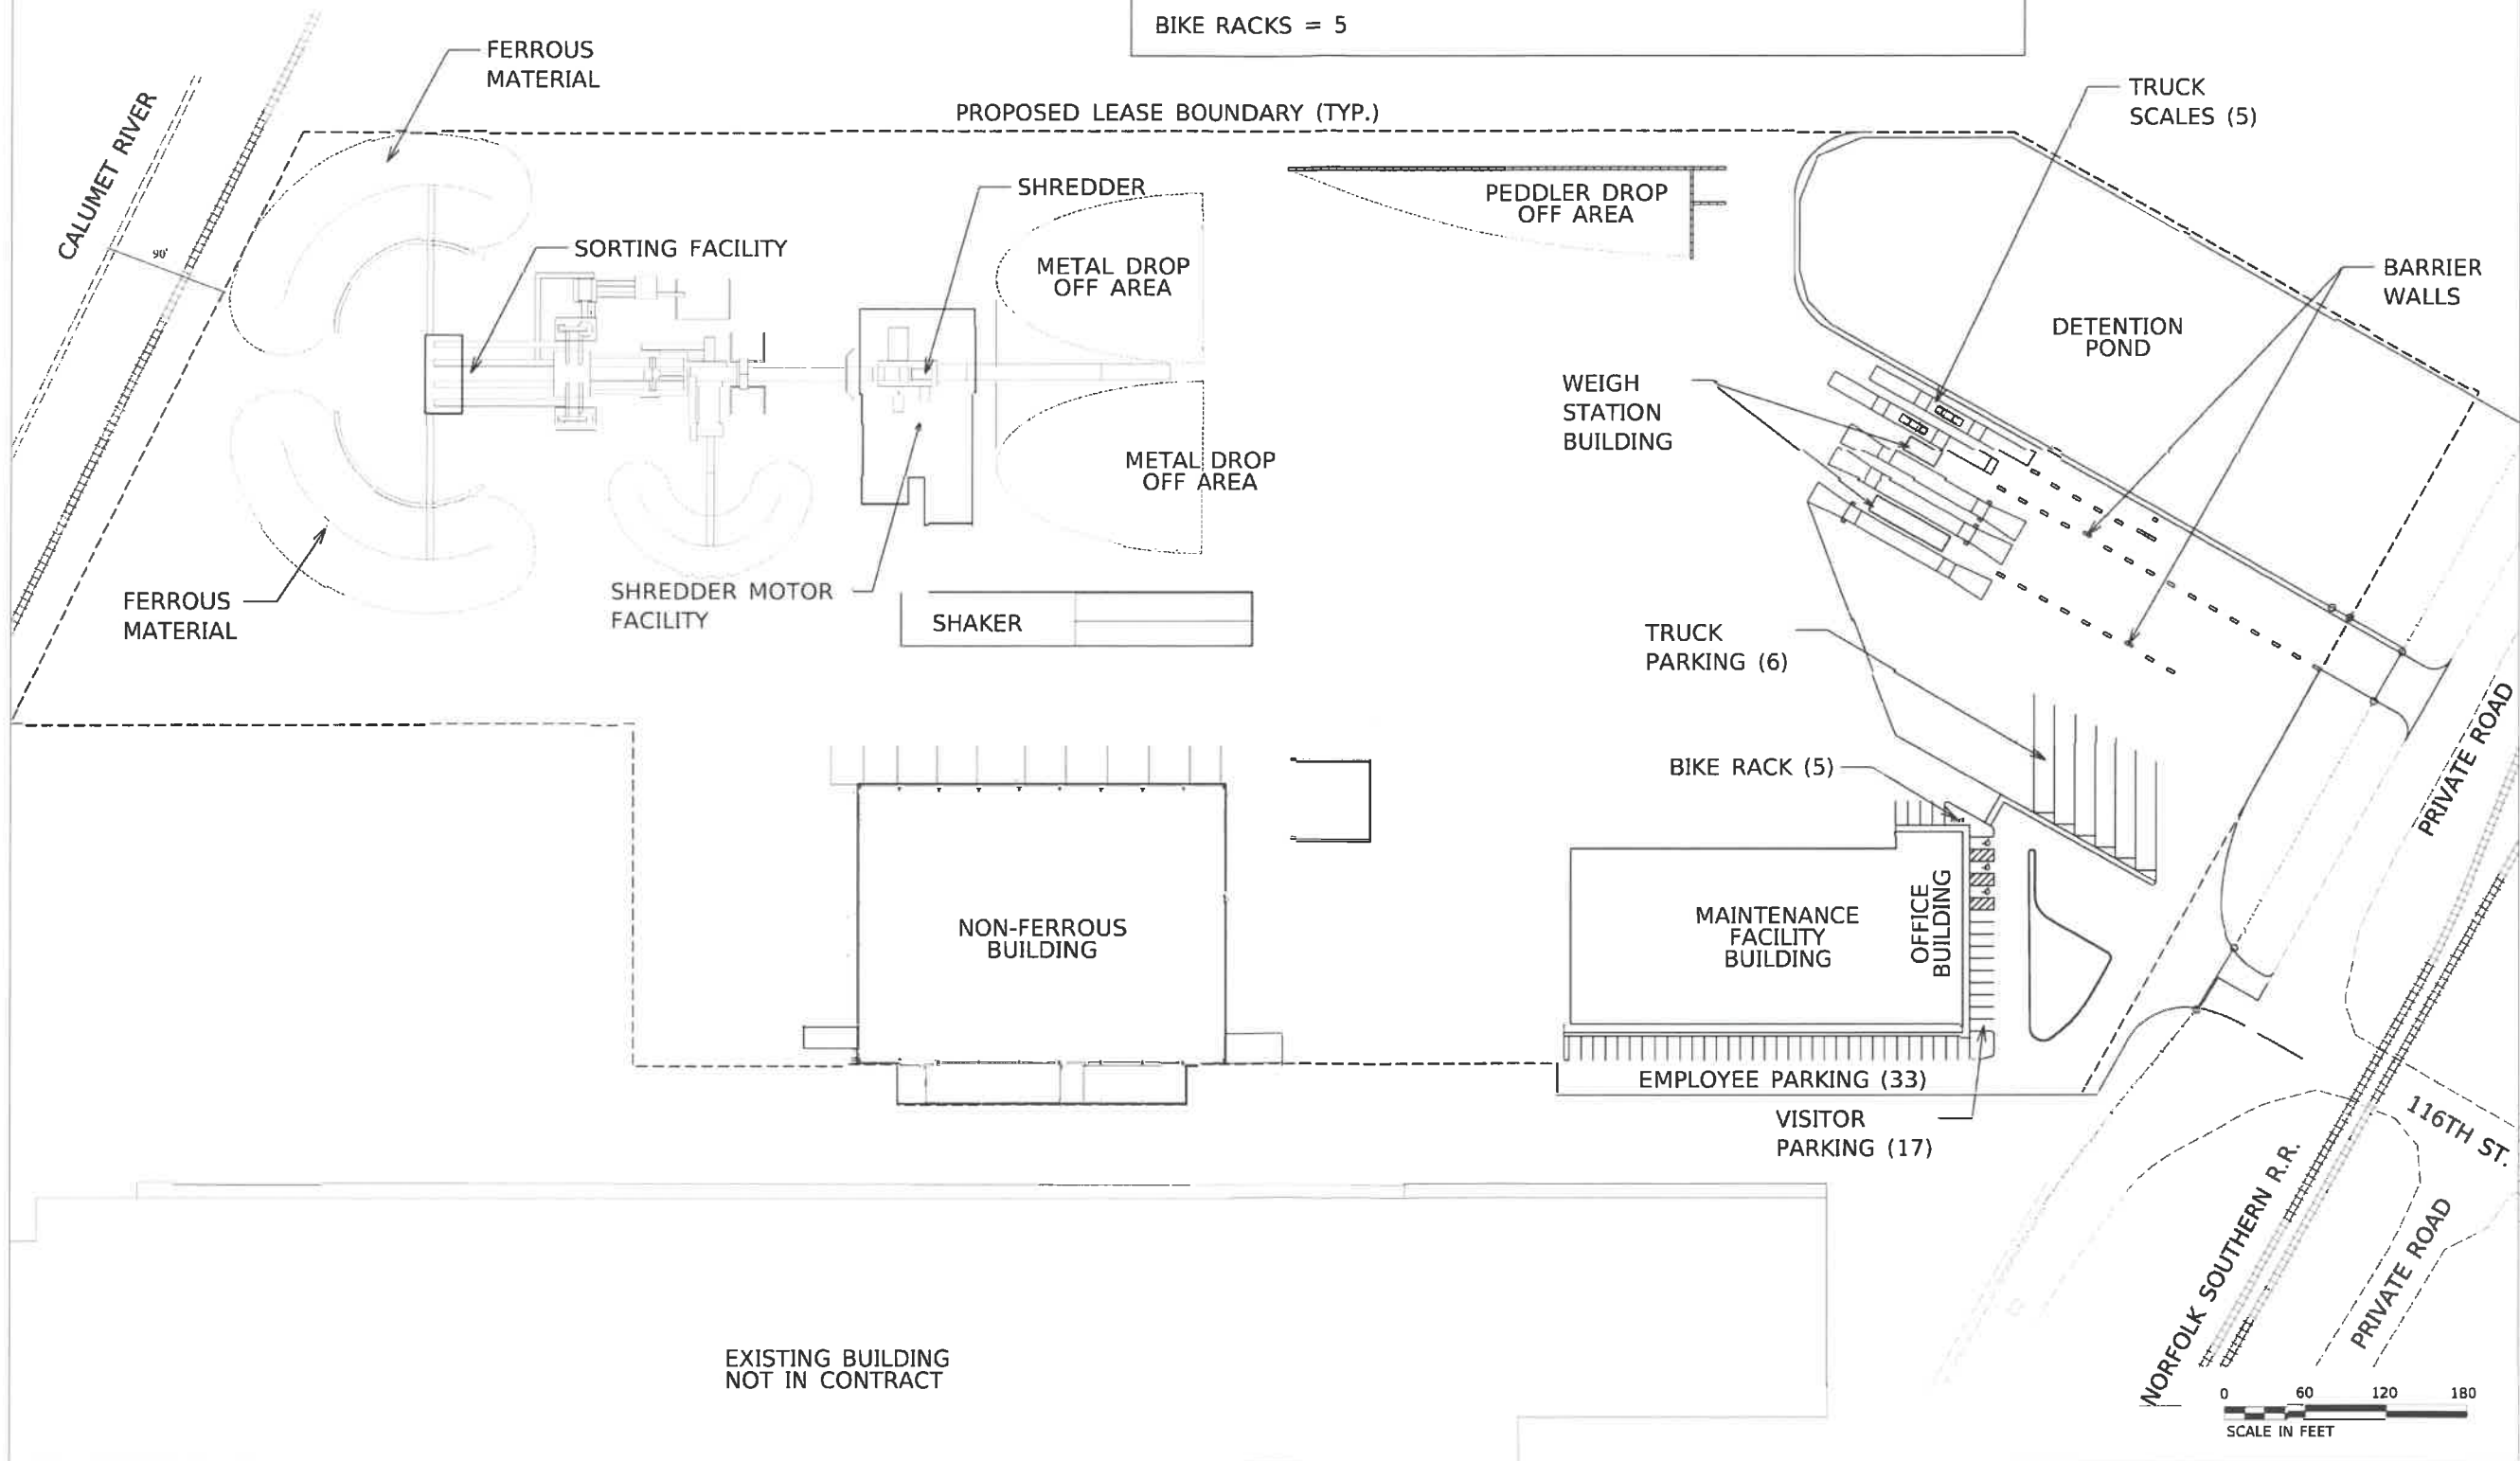 BIKE RACKS = 5
FERROUS
MATERIAL
TRUCK
SCALES (5)
PROPOSED LEASE BOUNDARY (TYP.)
CALUMET RIVER
90'
SHREDDER
PEDDLER DROP
OFF AREA
SORTING FACILITY
METAL DROP
OFF AREA
BARRIER
WALLS
DETENTION
POND
WEIGH
STATION
BUILDING
METAL DROP
OFF AREA
FERROUS
MATERIAL
SHREDDER MOTOR
FACILITY
SHAKER
TRUCK
PARKING (6)
PRIVATE ROAD
BIKE RACK (5)
NON-FERROUS
BUILDING
MAINTENANCE
FACILITY
BUILDING
OFFICE
BUILDING
EMPLOYEE PARKING (33)
VISITOR
PARKING (17)
116TH ST.
NORFOLK SOUTHERN R.R.
PRIVATE ROAD
EXISTING BUILDING
NOT IN CONTRACT
0 60 120 180
SCALE IN FEET